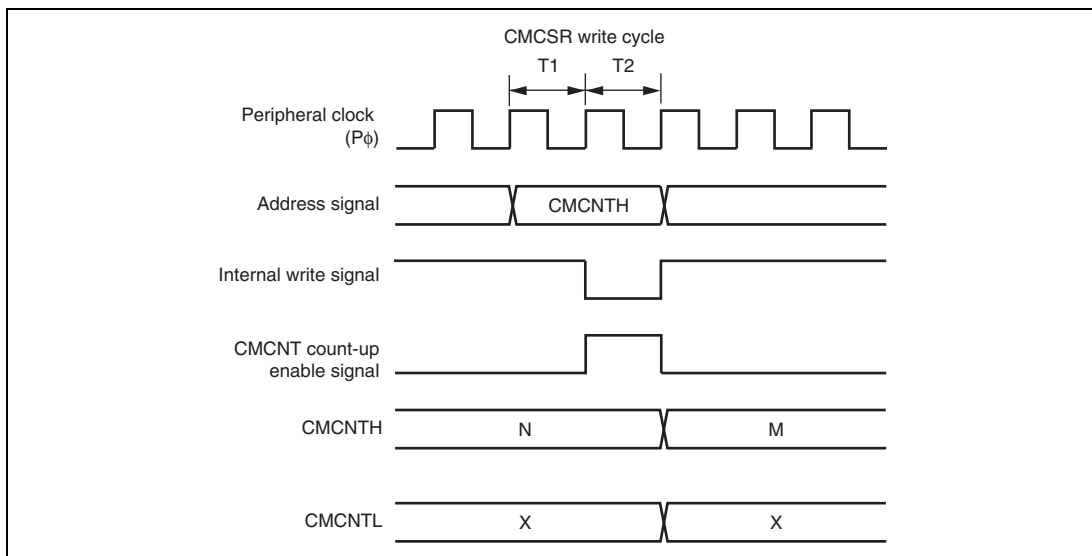 CMCSR write cycle
T1 T2
Peripheral clock
(Pϕ)
Address signal CMCNTH
Internal write signal
CMCNT count-up
enable signal
CMCNTH N M
CMCNTL X X